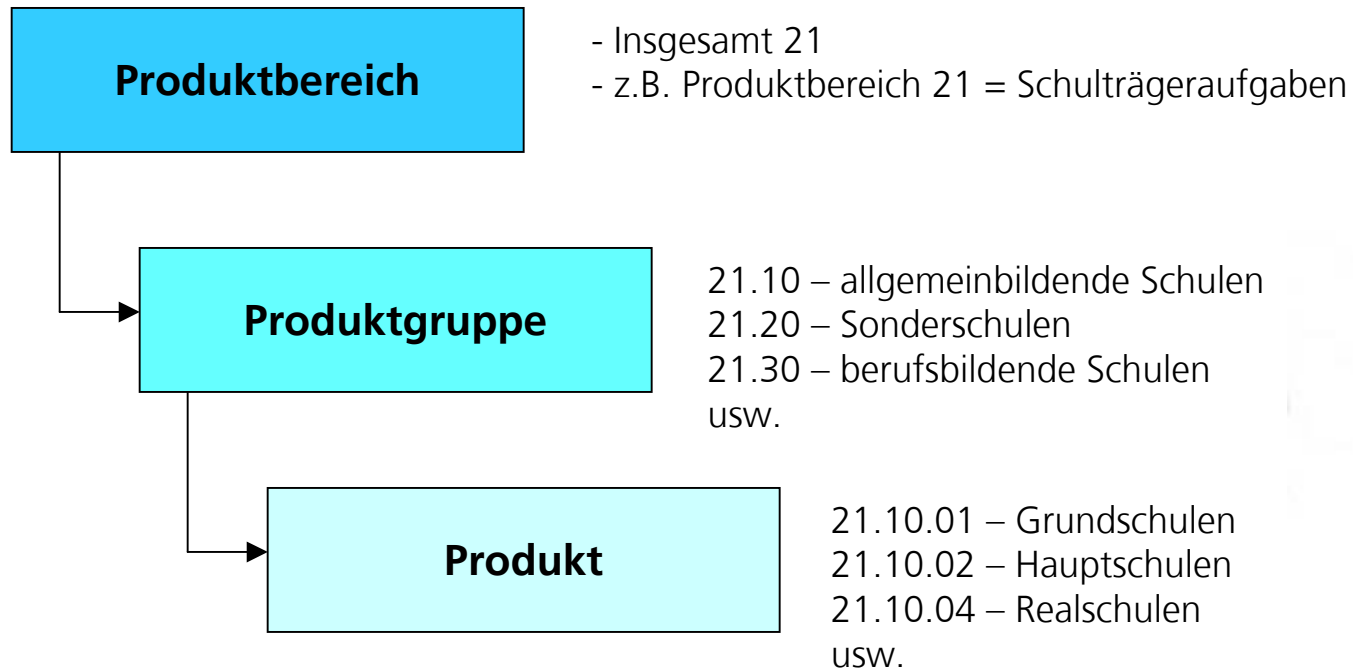 Produktbereich
- Insgesamt 21
- z.B. Produktbereich 21 = Schulträgeraufgaben
Produktgruppe
21.10 – allgemeinbildende Schulen
21.20 – Sonderschulen
21.30 – berufsbildende Schulen
usw.
Produkt
21.10.01 – Grundschulen
21.10.02 – Hauptschulen
21.10.04 – Realschulen
usw.